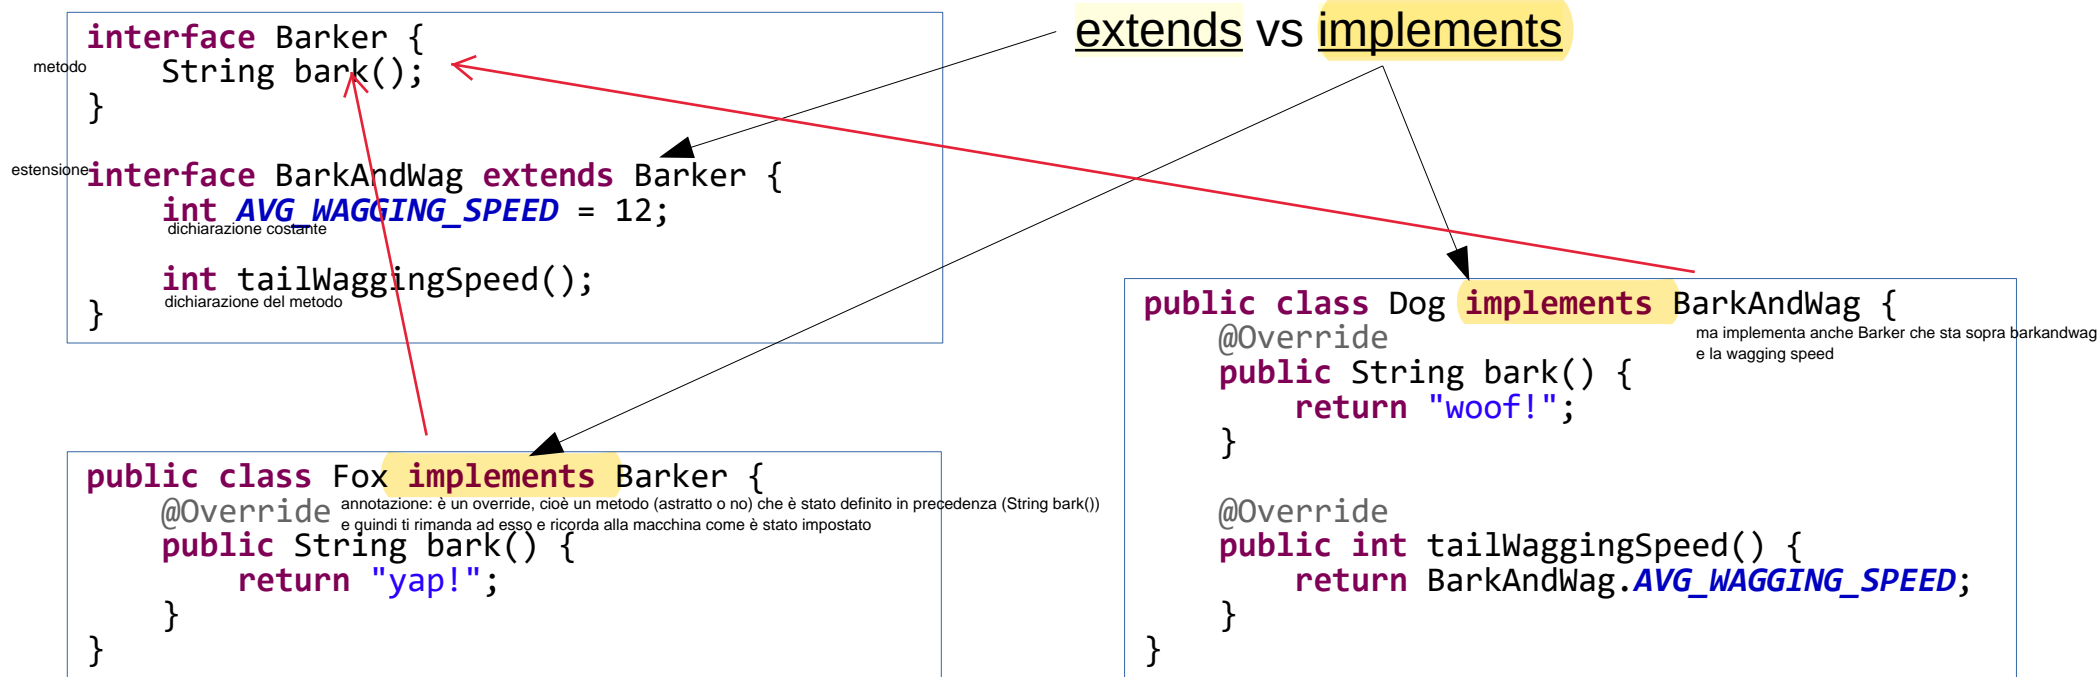 extends vs implements
interface Barker {
metodo
String bark();
}
estensione
interface BarkAndWag extends Barker {
int AVG_WAGGING_SPEED = 12;
dichiarazione costante
int tailWaggingSpeed();
dichiarazione del metodo
}
public class Fox implements Barker {
@Override
annotazione: è un override, cioè un metodo (astratto o no) che è stato definito in precedenza (String bark())
e quindi ti rimanda ad esso e ricorda alla macchina come è stato impostato
public String bark() {
return "yap!";
}
}
public class Dog implements BarkAndWag {
ma implementa anche Barker che sta sopra barkandwag
e la wagging speed
@Override
public String bark() {
return "woof!";
}
@Override
public int tailWaggingSpeed() {
return BarkAndWag.AVG_WAGGING_SPEED;
}
}